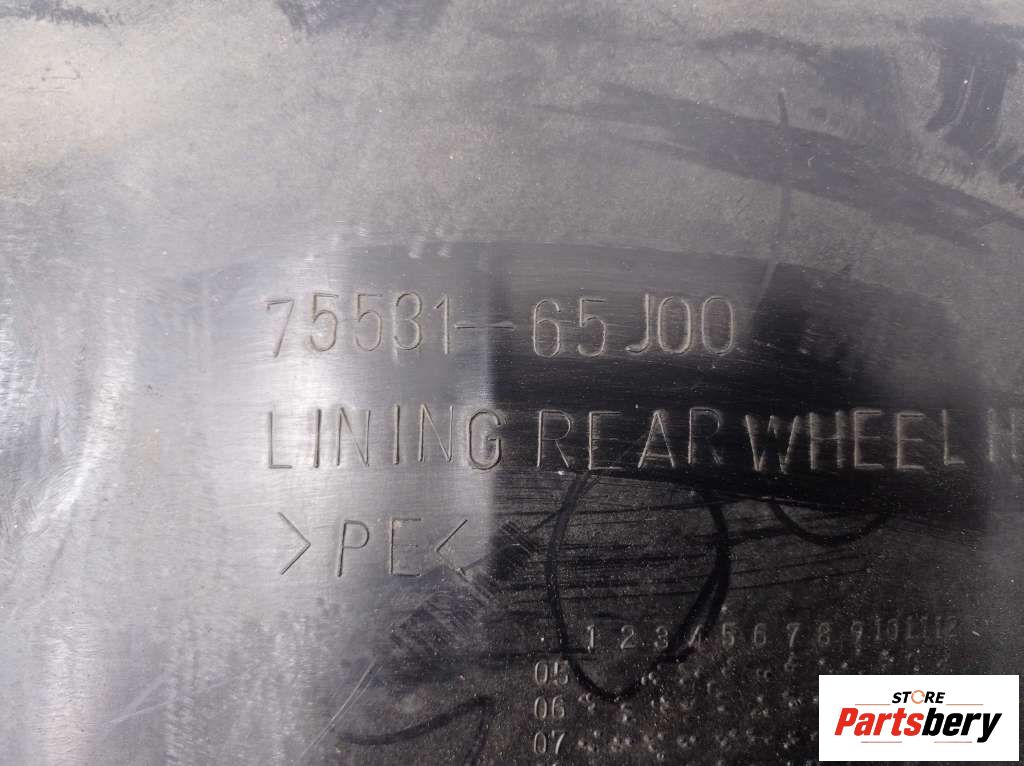 75531-65J00
LINING REAR WHEEL H
>PE<
1 2 3 4 5 6 7 8 9 10 11 12
05
06
07
STORE
Partsbery